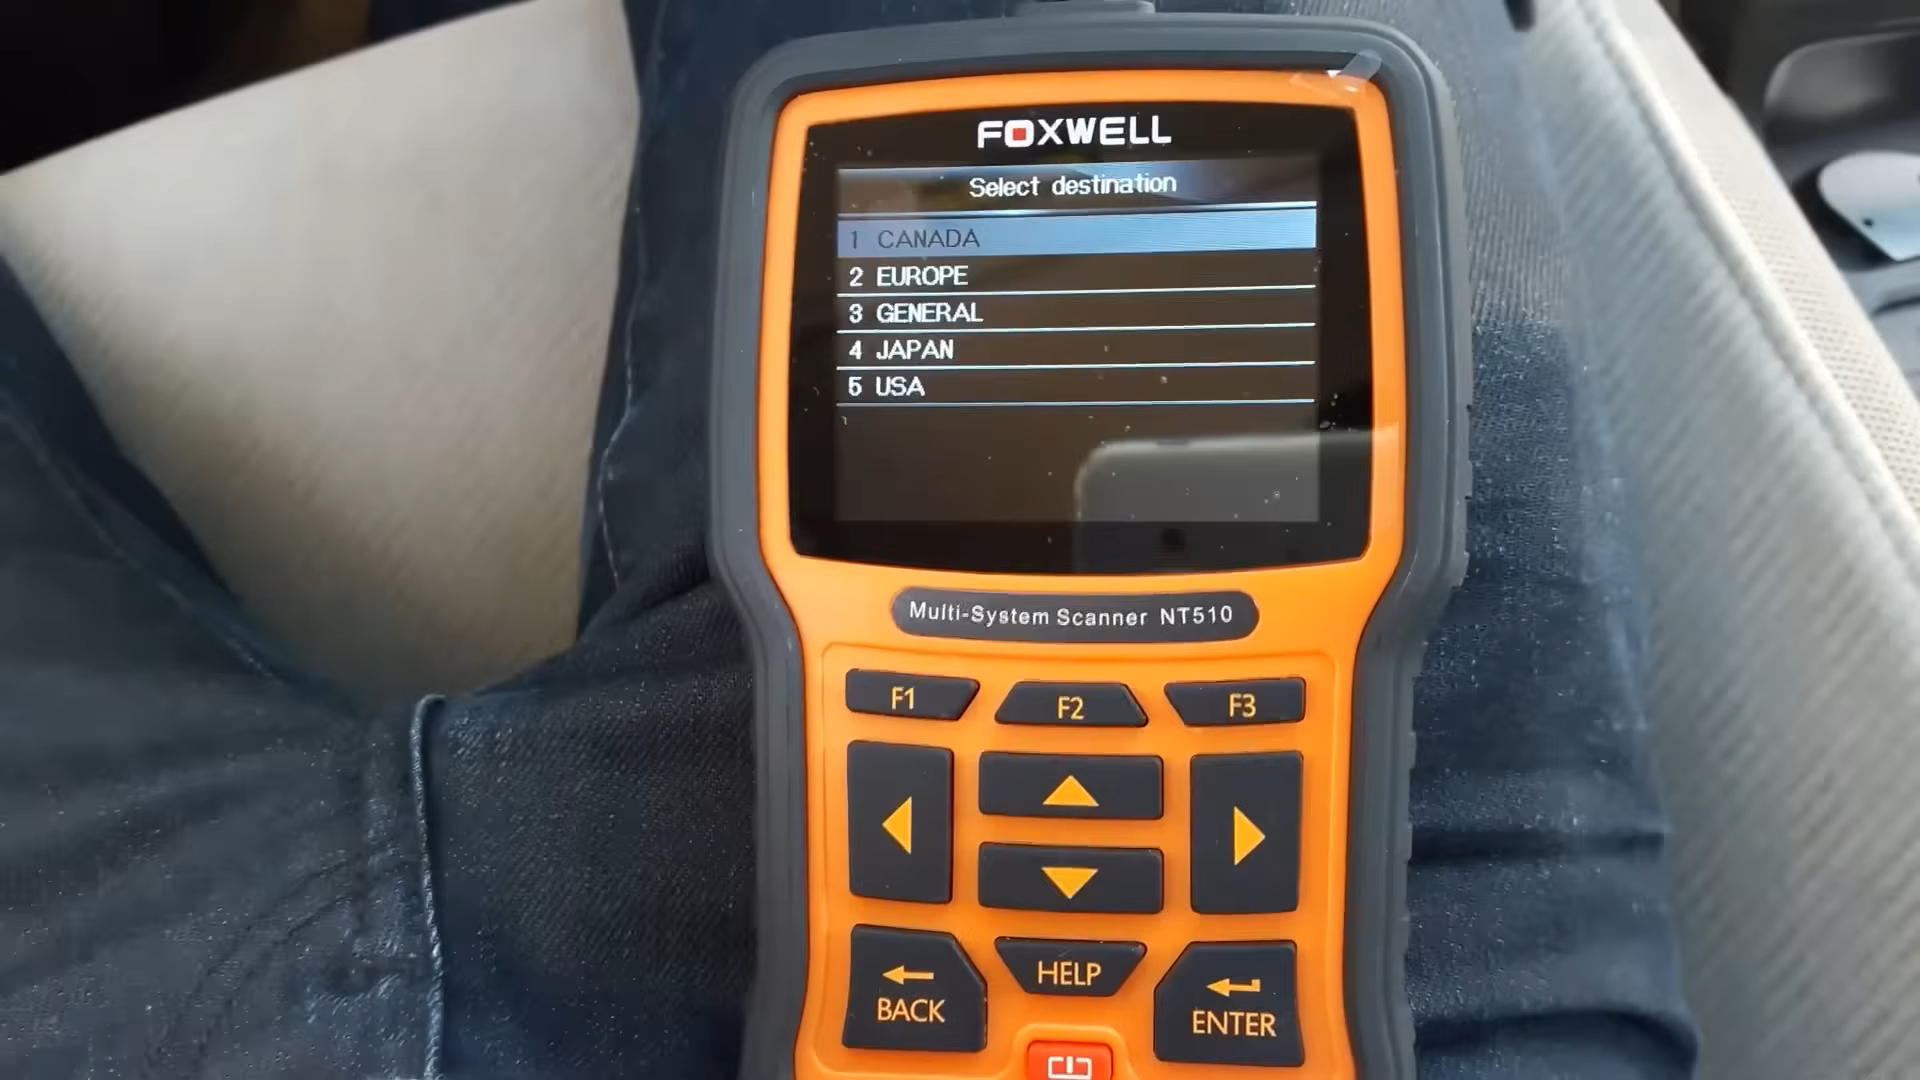 FOXWELL
Select destination
1 CANADA
2 EUROPE
3 GENERAL
4 JAPAN
5 USA
Multi-System Scanner NT510
F1
F2
F3
BACK
HELP
ENTER